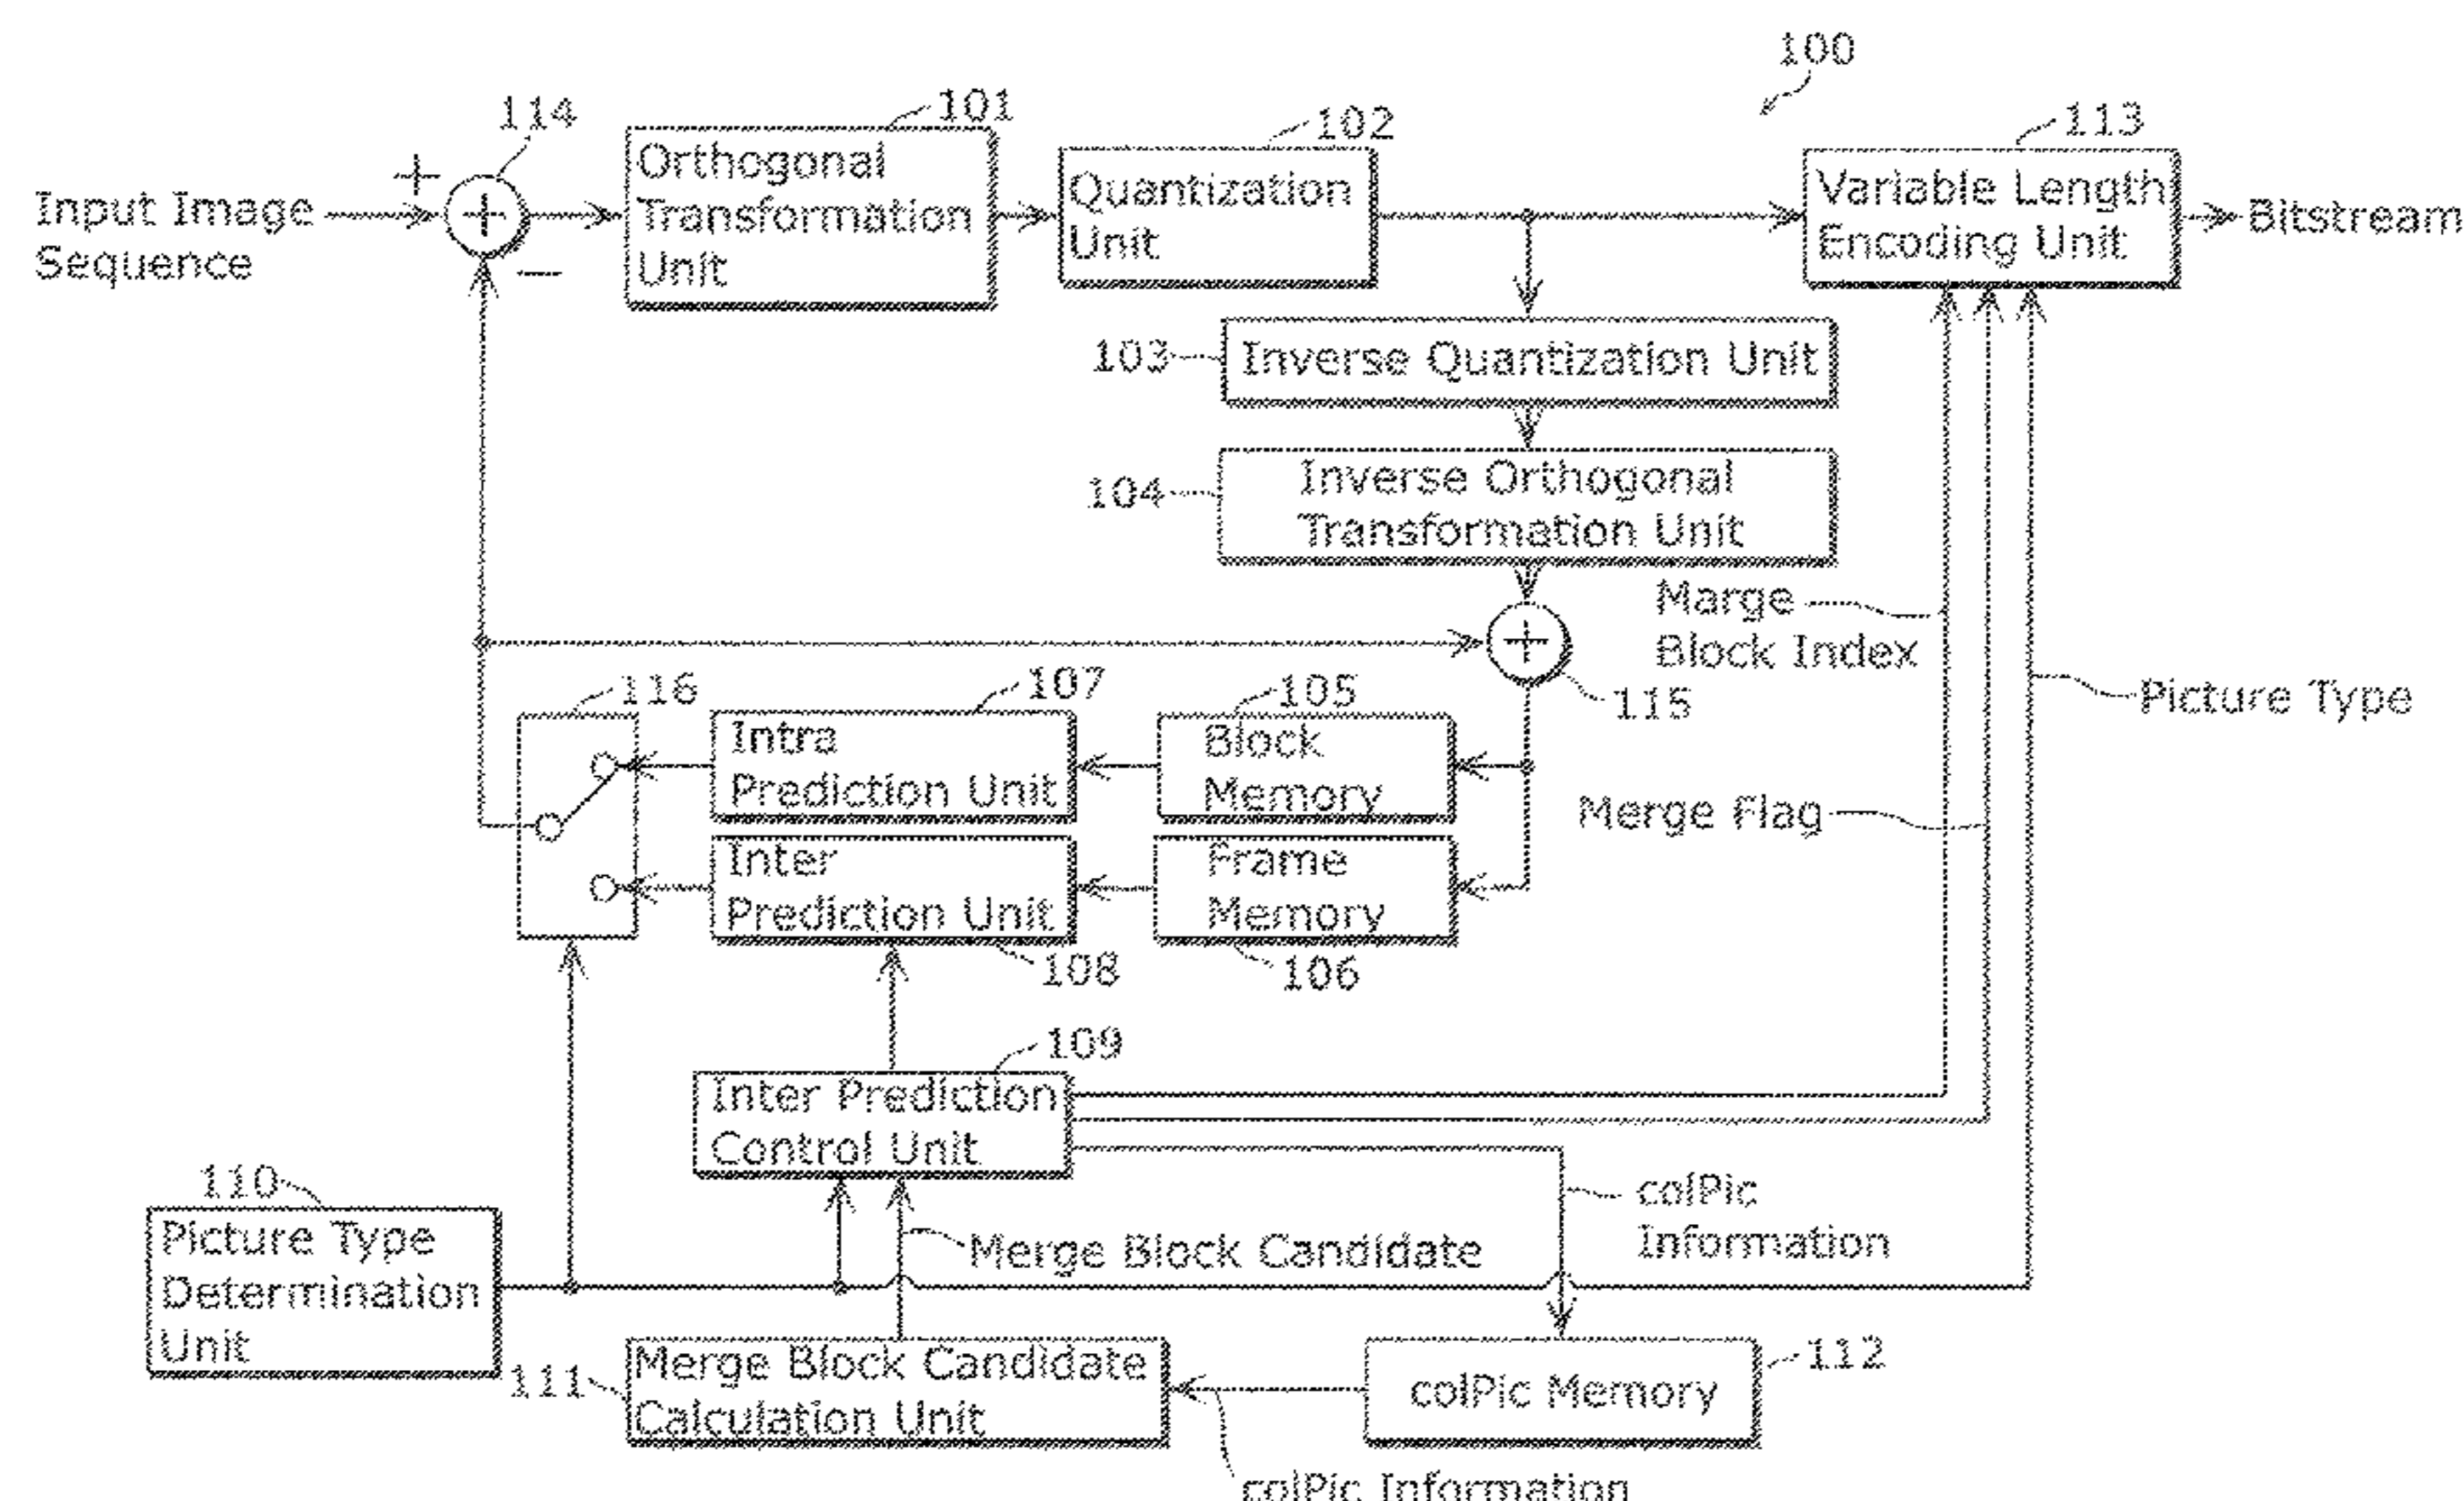 100
114
101
102
113
+
Input Image
Sequence
+
−
Orthogonal
Transformation
Unit
Quantization
Unit
Variable Length
Encoding Unit
Bitstream
103
Inverse Quantization Unit
104
Inverse Orthogonal
Transformation Unit
Marge
Block Index
+
115
Picture Type
116
107
105
Intra
Prediction Unit
Block
Memory
Merge Flag
Inter
Prediction Unit
Frame
Memory
108
106
109
Inter Prediction
Control Unit
110
Picture Type
Determination
Unit
colPic
Information
Merge Block Candidate
111
Merge Block Candidate
Calculation Unit
colPic Memory
112
colPic Information